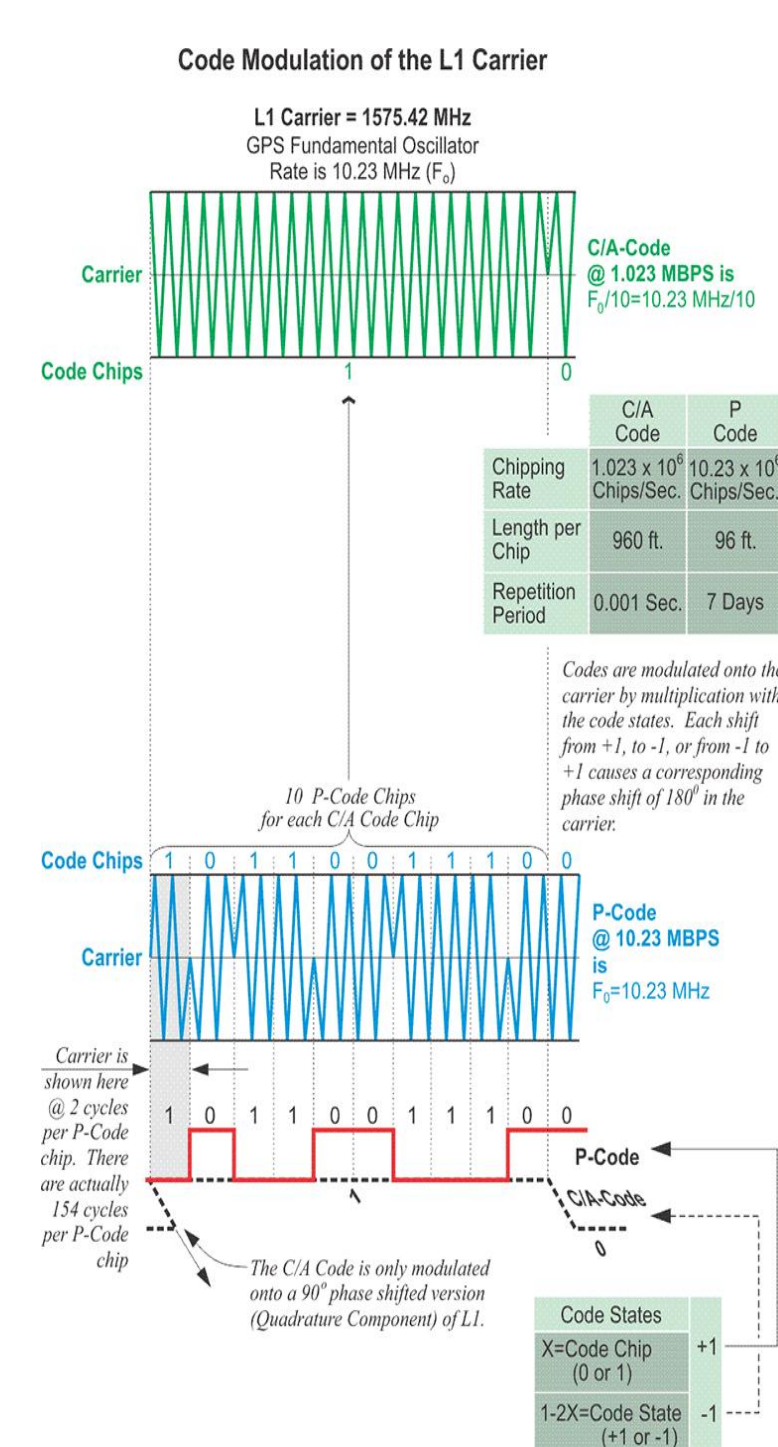 Code Modulation of the L1 Carrier
L1 Carrier = 1575.42 MHz
GPS Fundamental Oscillator
Rate is 10.23 MHz (Fo)
Carrier
C/A-Code
@ 1.023 MBPS is
F0/10=10.23 MHz/10
Code Chips 1 0
C/A
Code
P
Code
Chipping
Rate
1.023 x 10^6
Chips/Sec.
10.23 x 10^6
Chips/Sec.
Length per
Chip
960 ft.
96 ft.
Repetition
Period
0.001 Sec.
7 Days
Codes are modulated onto the
carrier by multiplication with
the code states. Each shift
from +1, to -1, or from -1 to
+1 causes a corresponding
phase shift of 180^0 in the
carrier.
10 P-Code Chips
for each C/A Code Chip
Code Chips 1 0 1 1 0 0 1 1 1 0 0
Carrier
P-Code
@ 10.23 MBPS
is
F0=10.23 MHz
Carrier is
shown here
@ 2 cycles
per P-Code
chip. There
are actually
154 cycles
per P-Code
chip
1 0 1 1 0 0 1 1 1 0 0
P-Code
1
C/A-Code
0
The C/A Code is only modulated
onto a 90° phase shifted version
(Quadrature Component) of L1.
Code States
X=Code Chip
(0 or 1)
+1
1-2X=Code State
(+1 or -1)
-1